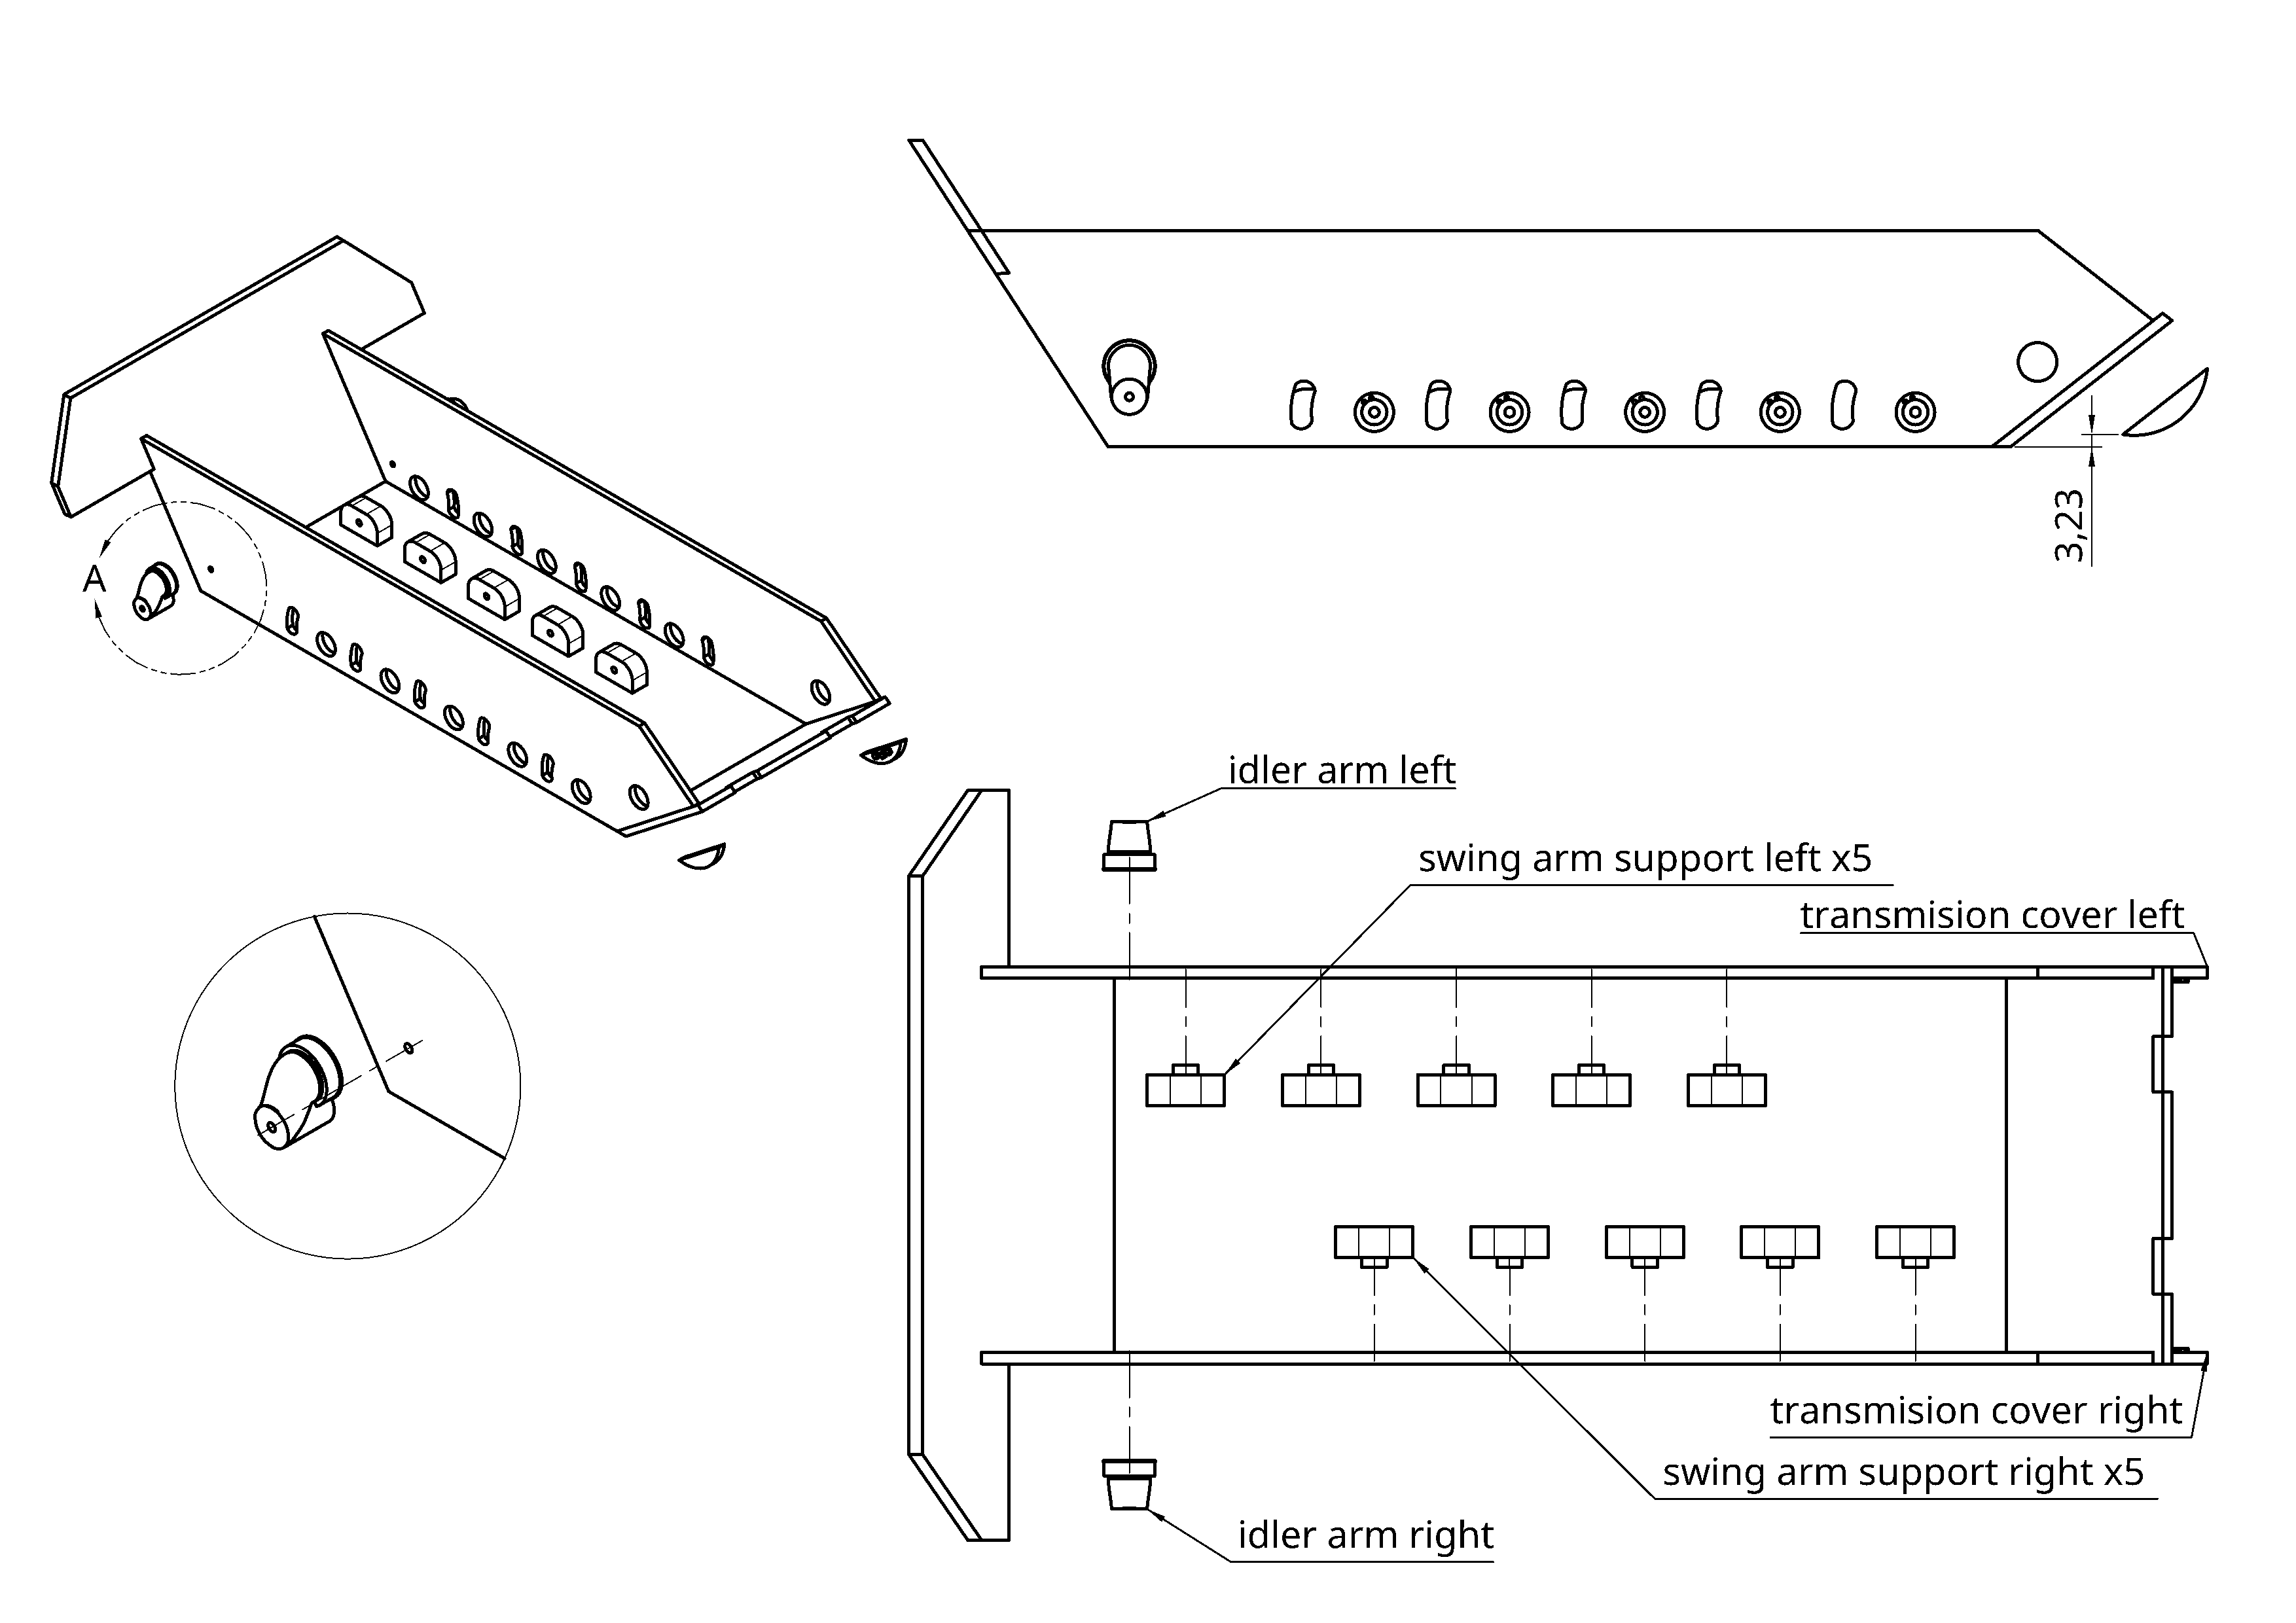 3,23
A
idler arm left
swing arm support left x5
transmision cover left
transmision cover right
swing arm support right x5
idler arm right